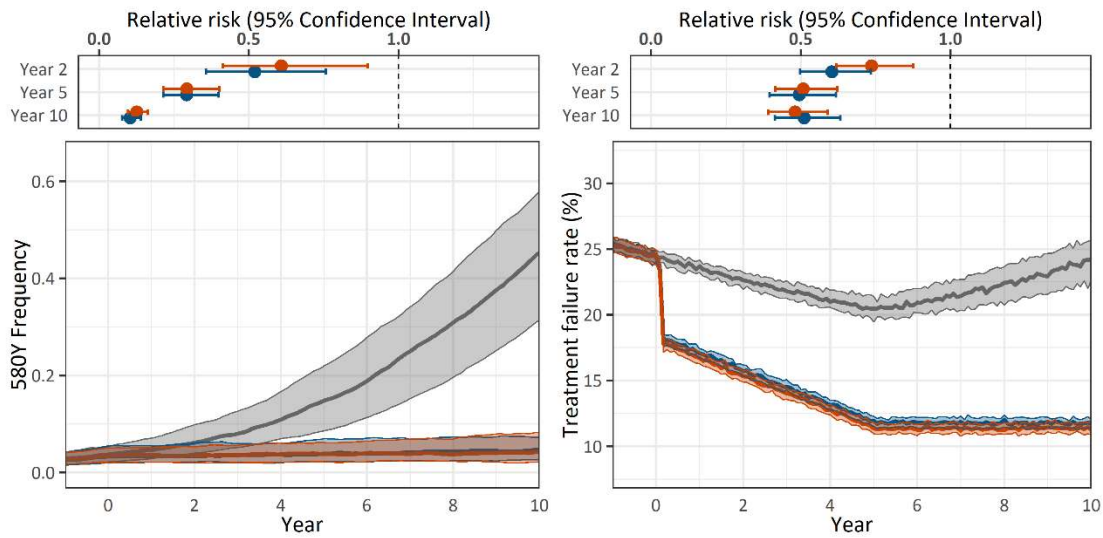 Relative risk (95% Confidence Interval)
0.0 0.5 1.0
Year 2
Year 5
Year 10
580Y Frequency
0.6
0.4
0.2
0.0
0 2 4 6 8 10
Year
Relative risk (95% Confidence Interval)
0.0 0.5 1.0
Year 2
Year 5
Year 10
Treatment failure rate (%)
30
25
20
15
10
0 2 4 6 8 10
Year